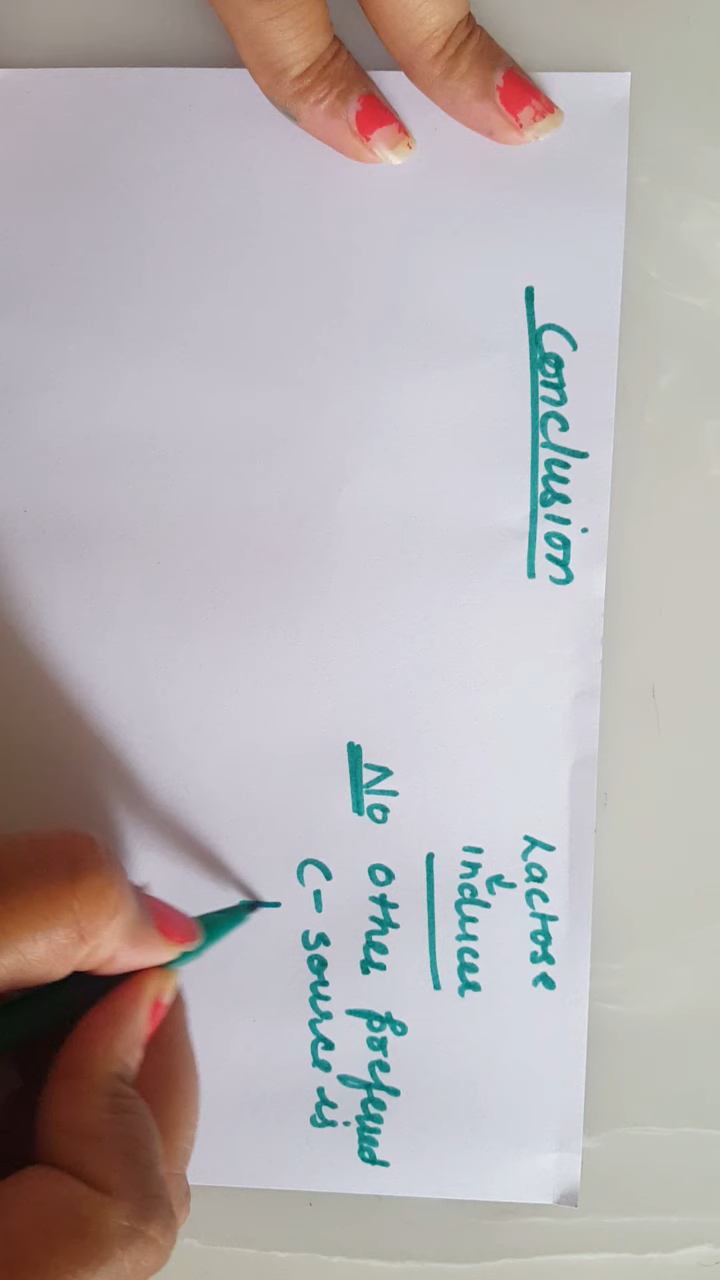 Conclusion
Lactose
↓
inducer
No other preferred
C - source is